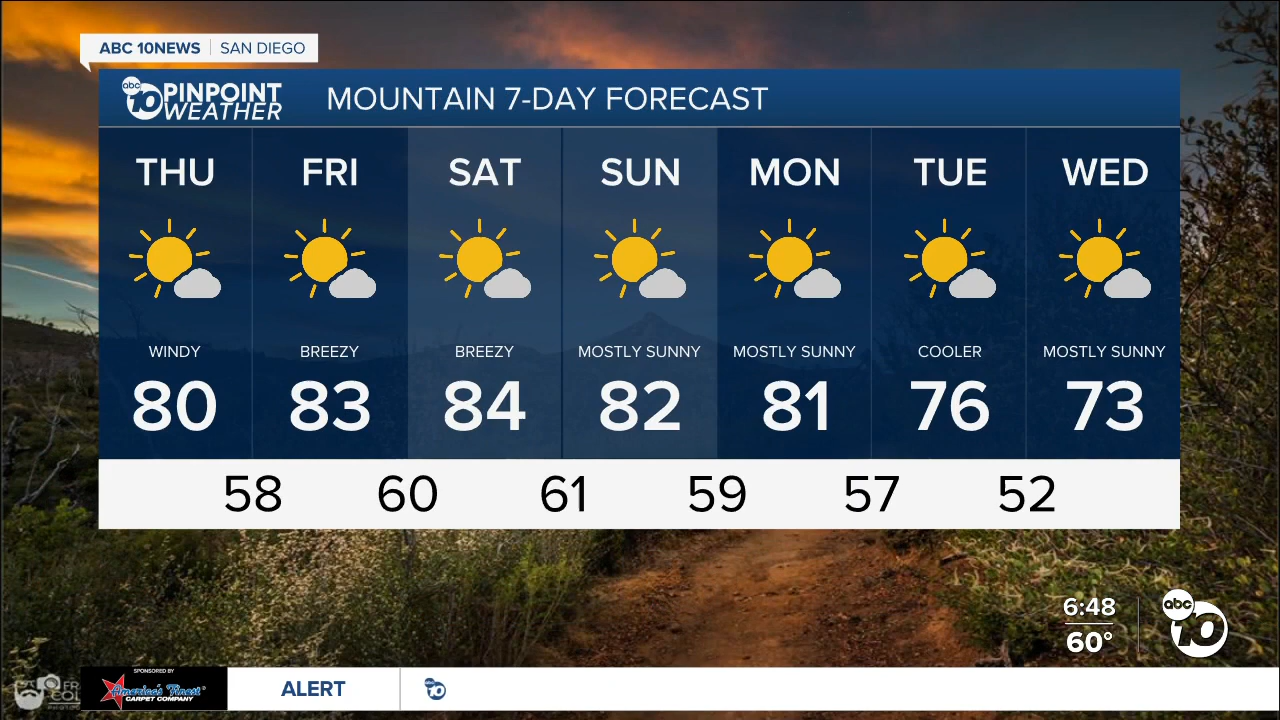 ABC 10NEWS | SAN DIEGO
abc 10 PINPOINT WEATHER
MOUNTAIN 7-DAY FORECAST
THU FRI SAT SUN MON TUE WED
WINDY BREEZY BREEZY MOSTLY SUNNY MOSTLY SUNNY COOLER MOSTLY SUNNY
80 83 84 82 81 76 73
58 60 61 59 57 52
6:48
60°
abc 10
SPONSORED BY
America's Finest
CARPET COMPANY
ALERT
abc 10